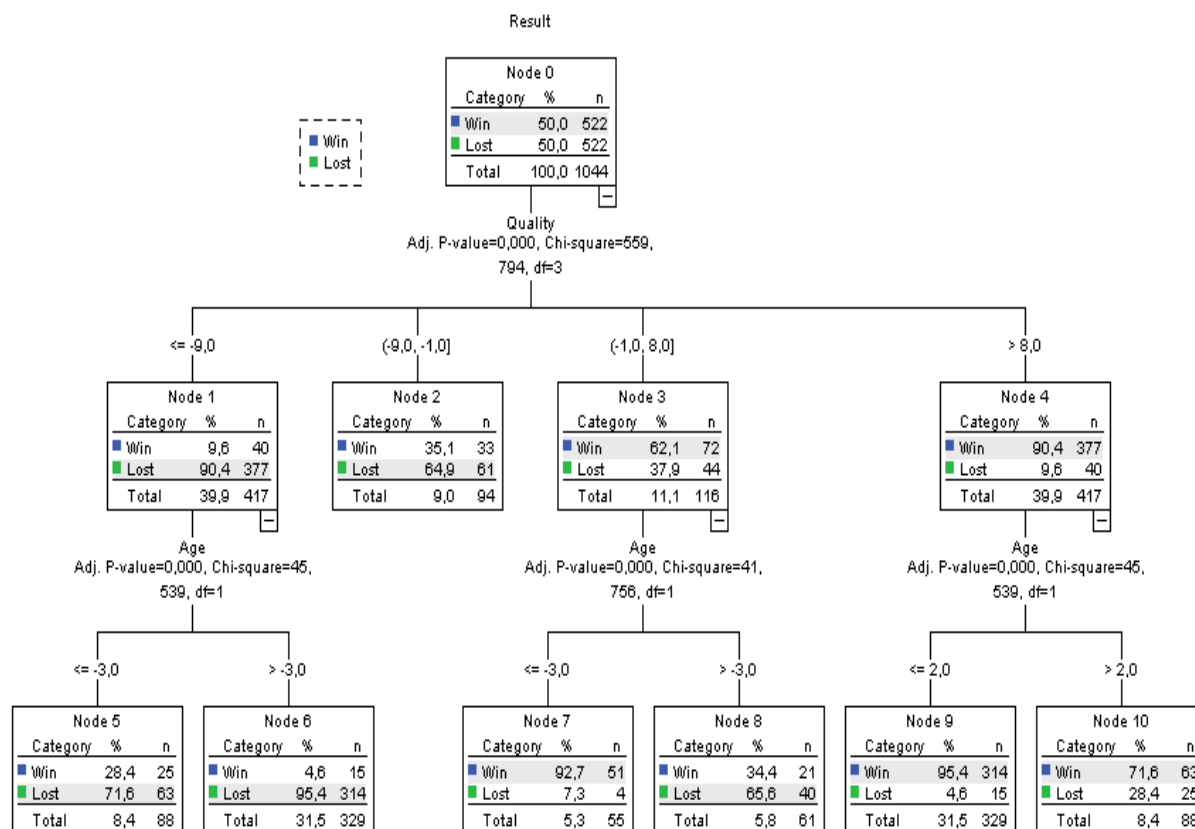 Result
Node 0
Category % n
Win 50,0 522
Lost 50,0 522
Total 100,0 1044
Win
Lost
Quality
Adj. P-value=0,000, Chi-square=559,
794, df=3
<= -9,0
(-9,0, -1,0]
(-1,0, 8,0]
> 8,0
Node 1
Category % n
Win 9,6 40
Lost 90,4 377
Total 39,9 417
Node 2
Category % n
Win 35,1 33
Lost 64,9 61
Total 9,0 94
Node 3
Category % n
Win 62,1 72
Lost 37,9 44
Total 11,1 116
Node 4
Category % n
Win 90,4 377
Lost 9,6 40
Total 39,9 417
Age
Adj. P-value=0,000, Chi-square=45,
539, df=1
Age
Adj. P-value=0,000, Chi-square=41,
756, df=1
Age
Adj. P-value=0,000, Chi-square=45,
539, df=1
<= -3,0
> -3,0
<= -3,0
> -3,0
<= 2,0
> 2,0
Node 5
Category % n
Win 28,4 25
Lost 71,6 63
Total 8,4 88
Node 6
Category % n
Win 4,6 15
Lost 95,4 314
Total 31,5 329
Node 7
Category % n
Win 92,7 51
Lost 7,3 4
Total 5,3 55
Node 8
Category % n
Win 34,4 21
Lost 65,6 40
Total 5,8 61
Node 9
Category % n
Win 95,4 314
Lost 4,6 15
Total 31,5 329
Node 10
Category % n
Win 71,6 63
Lost 28,4 25
Total 8,4 88